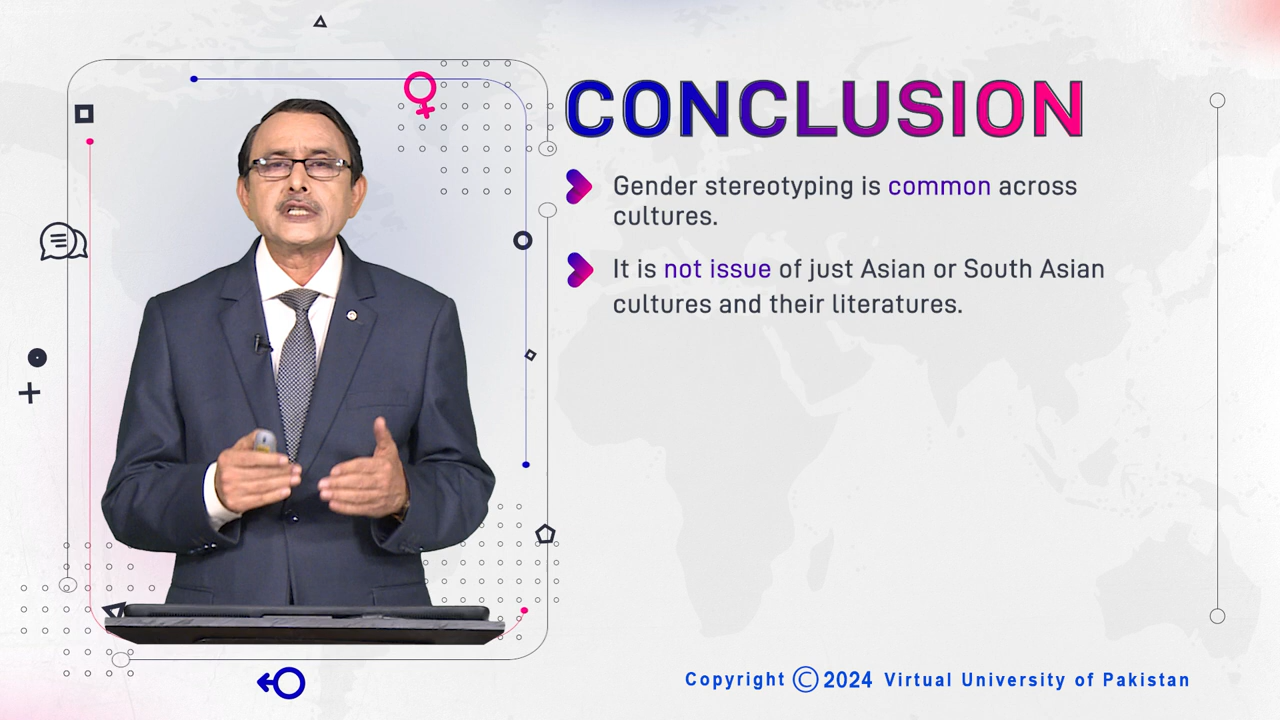 CONCLUSION
Gender stereotyping is common across
cultures.
It is not issue of just Asian or South Asian
cultures and their literatures.
Copyright © 2024 Virtual University of Pakistan